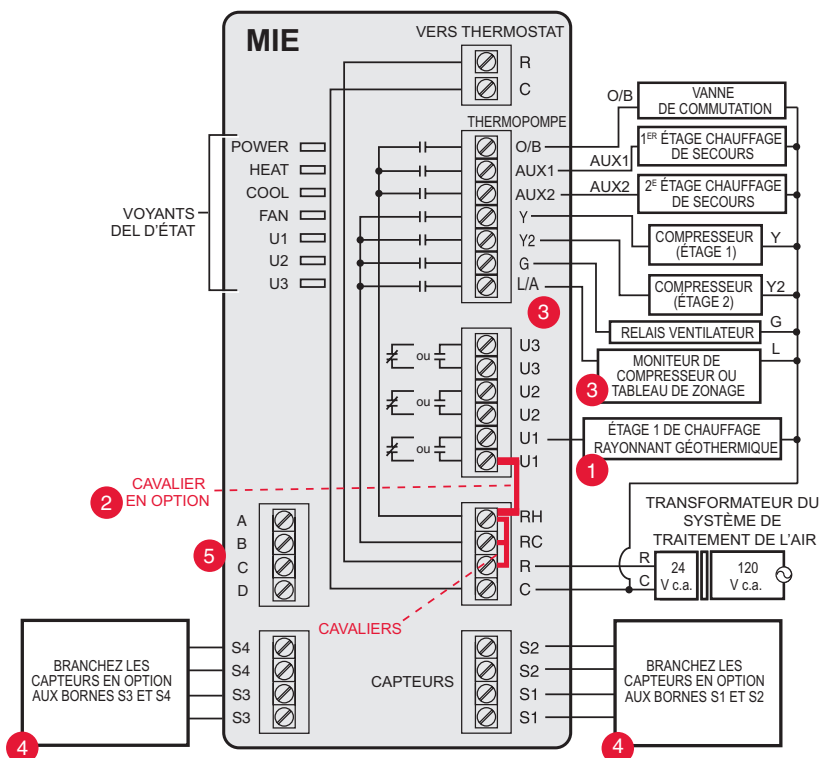 MIE
VERS THERMOSTAT
R
C
THERMOPOMPE
O/B
AUX1
AUX2
Y
Y2
G
L/A
3
VOYANTS
DEL D'ÉTAT
POWER
HEAT
COOL
FAN
U1
U2
U3
O/B
VANNE
DE COMMUTATION
AUX1
1ER ÉTAGE CHAUFFAGE
DE SECOURS
AUX2
2E ÉTAGE CHAUFFAGE
DE SECOURS
COMPRESSEUR
(ÉTAGE 1)
Y
COMPRESSEUR
(ÉTAGE 2)
Y2
RELAIS VENTILATEUR
G
MONITEUR DE
COMPRESSEUR OU
TABLEAU DE ZONAGE
L
3
ou
ou
ou
U3
U3
U2
U2
U1
U1
ÉTAGE 1 DE CHAUFFAGE
RAYONNANT GÉOTHERMIQUE
1
2
CAVALIER
EN OPTION
RH
RC
R
C
CAVALIERS
TRANSFORMATEUR DU
SYSTÈME DE
TRAITEMENT DE L'AIR
R
C
24
V c.a.
120
V c.a.
5
A
B
C
D
BRANCHEZ LES
CAPTEURS EN OPTION
AUX BORNES S3 ET S4
4
S4
S4
S3
S3
CAPTEURS
S2
S2
S1
S1
BRANCHEZ LES
CAPTEURS EN OPTION
AUX BORNES S1 ET S2
4